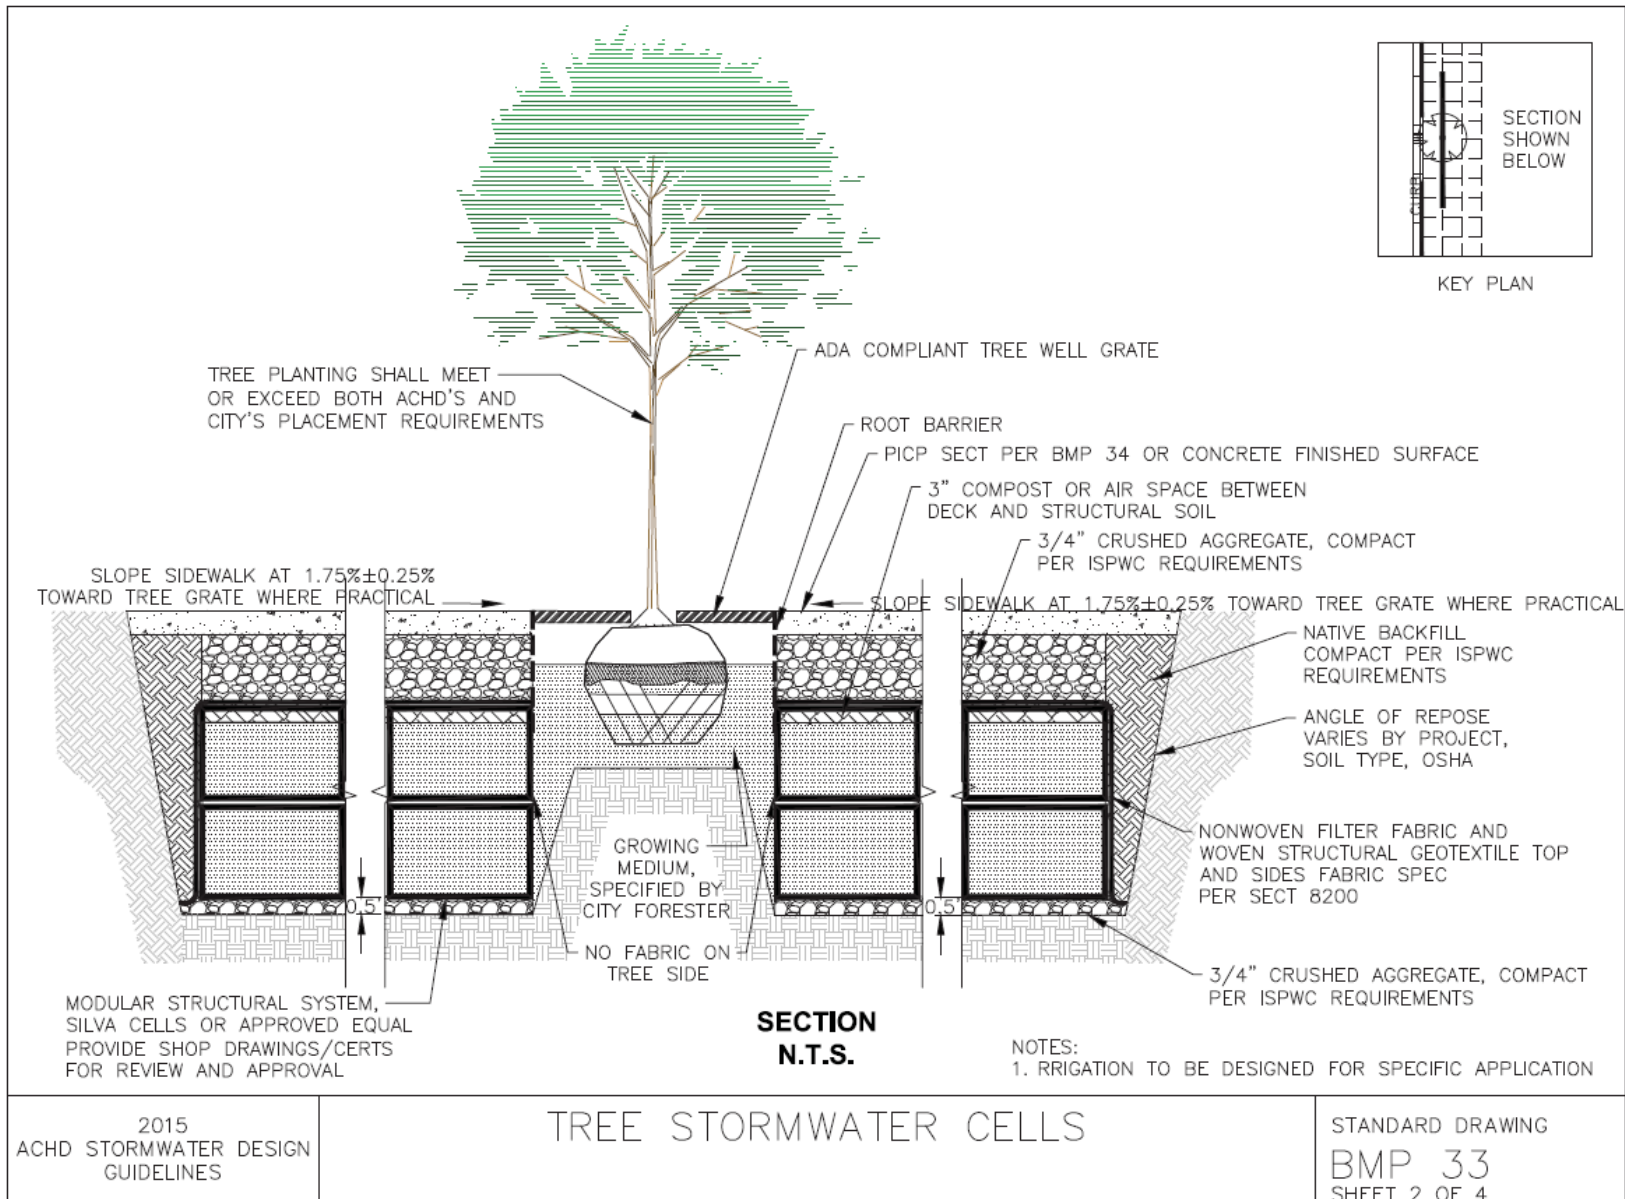 SECTION
SHOWN
BELOW
CURB
KEY PLAN
ADA COMPLIANT TREE WELL GRATE
TREE PLANTING SHALL MEET
OR EXCEED BOTH ACHD'S AND
CITY'S PLACEMENT REQUIREMENTS
ROOT BARRIER
PICP SECT PER BMP 34 OR CONCRETE FINISHED SURFACE
3" COMPOST OR AIR SPACE BETWEEN
DECK AND STRUCTURAL SOIL
3/4" CRUSHED AGGREGATE, COMPACT
PER ISPWC REQUIREMENTS
SLOPE SIDEWALK AT 1.75%±0.25%
TOWARD TREE GRATE WHERE PRACTICAL
SLOPE SIDEWALK AT 1.75%±0.25% TOWARD TREE GRATE WHERE PRACTICAL
NATIVE BACKFILL
COMPACT PER ISPWC
REQUIREMENTS
ANGLE OF REPOSE
VARIES BY PROJECT,
SOIL TYPE, OSHA
NONWOVEN FILTER FABRIC AND
WOVEN STRUCTURAL GEOTEXTILE TOP
AND SIDES FABRIC SPEC
PER SECT 8200
GROWING
MEDIUM,
SPECIFIED BY
CITY FORESTER
0.5'
0.5'
NO FABRIC ON
TREE SIDE
3/4" CRUSHED AGGREGATE, COMPACT
PER ISPWC REQUIREMENTS
MODULAR STRUCTURAL SYSTEM,
SILVA CELLS OR APPROVED EQUAL
PROVIDE SHOP DRAWINGS/CERTS
FOR REVIEW AND APPROVAL
SECTION
N.T.S.
NOTES:
1. RRIGATION TO BE DESIGNED FOR SPECIFIC APPLICATION
2015
ACHD STORMWATER DESIGN
GUIDELINES
TREE STORMWATER CELLS
STANDARD DRAWING
BMP 33
SHEET 2 OF 4